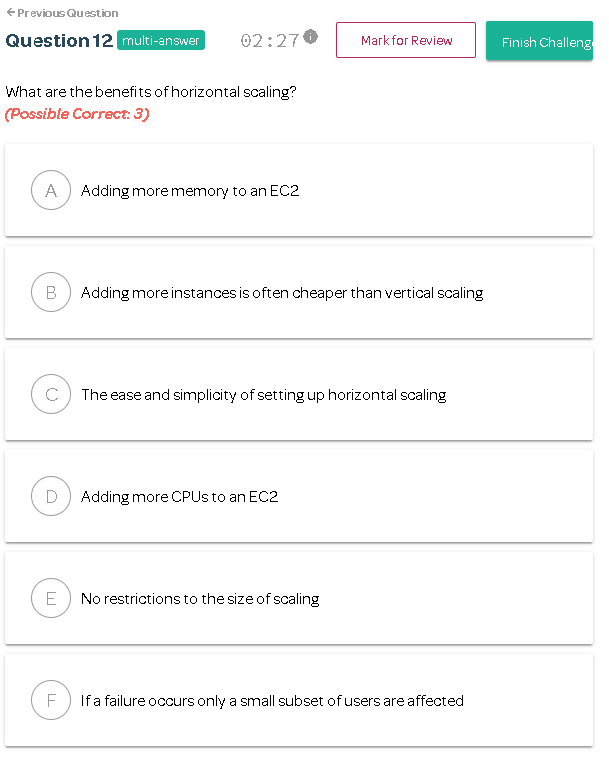 ←Previous Question
Question 12 multi-answer 02:27 i Mark for Review Finish Challeng
What are the benefits of horizontal scaling?
(Possible Correct: 3)
A Adding more memory to an EC2
B Adding more instances is often cheaper than vertical scaling
C The ease and simplicity of setting up horizontal scaling
D Adding more CPUs to an EC2
E No restrictions to the size of scaling
F If a failure occurs only a small subset of users are affected